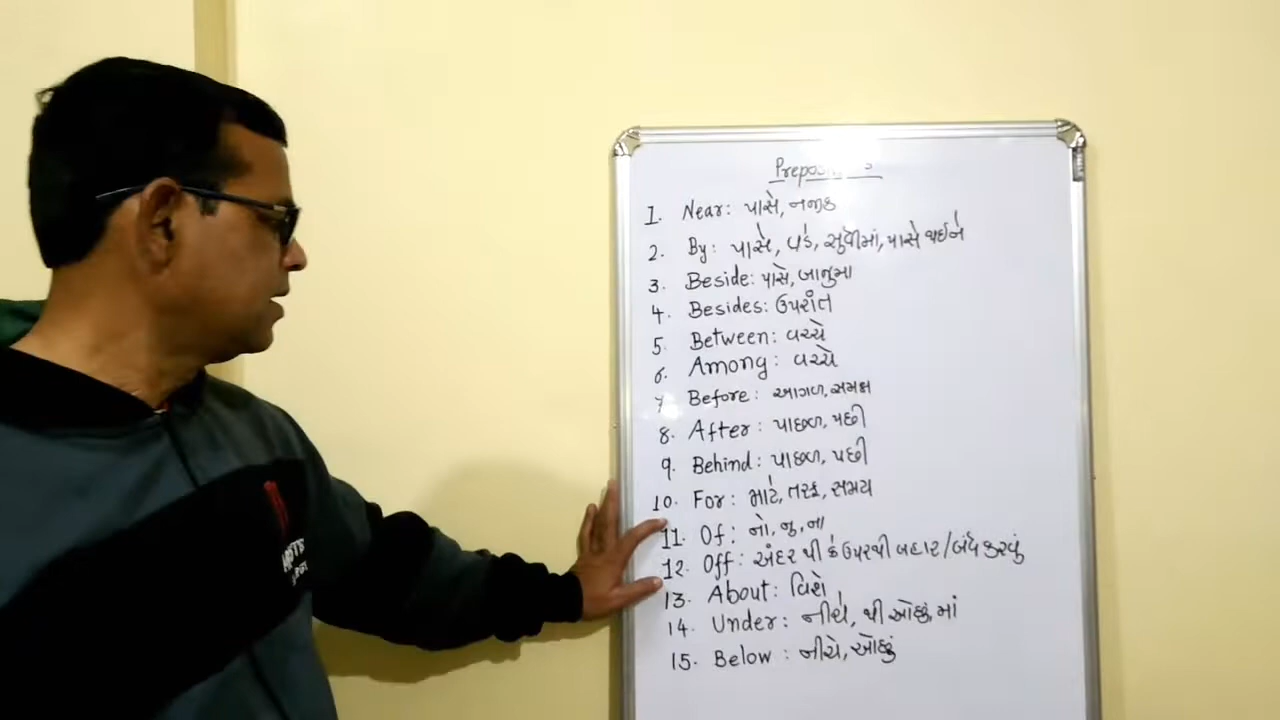 1. Near: પાસે, નજીક
2. By: પાસે, વડે, સુધીમાં, પાસે થઈને
3. Beside: પાસે, બાજુમા
4. Besides: ઉપરાંત
5. Between: વચ્ચે
6. Among: વચ્ચે
7 Before: આગળ, સમક્ષ
8. After: પાછળ, પછી
9. Behind: પાછળ, પછી
10. For: માટે, તરફ, સમય
11. Of: નો, નુ, ના
12. Off: અંદર થી કે ઉપરથી બહાર/બંધ કરવું
13. About: વિશે
14. Under: નીચે, થી ઓછું, માં
15. Below: નીચે, ઓછું